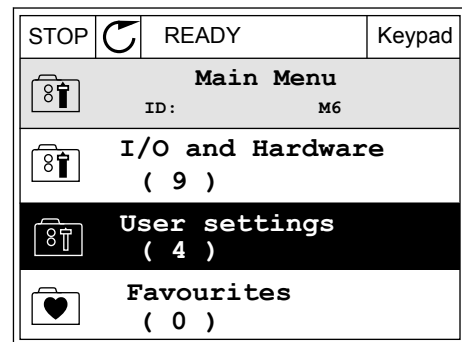 STOP READY Keypad
Main Menu
ID: M6
I/O and Hardware
( 9 )
User settings
( 4 )
Favourites
( 0 )